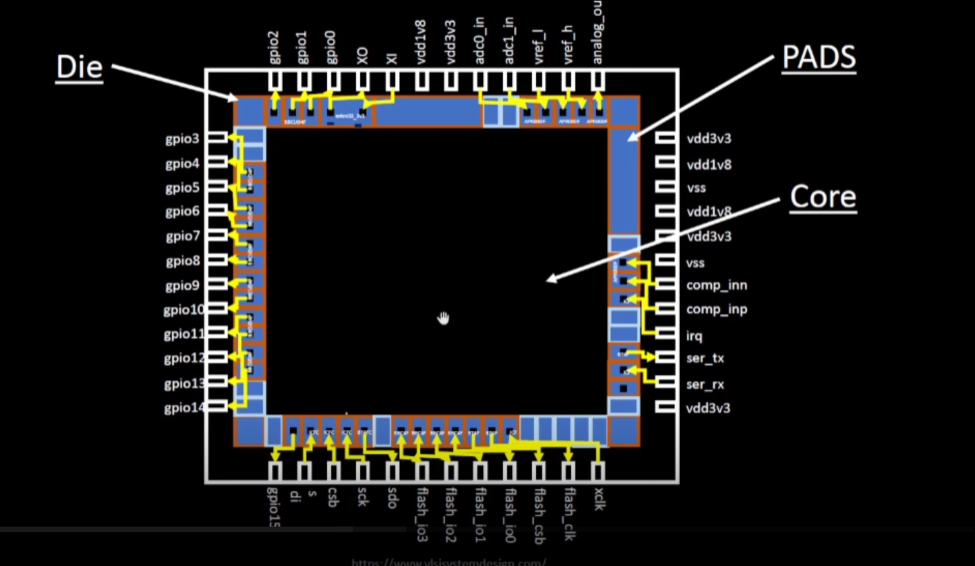 gpio2
gpio1
gpio0
XO
XI
vdd1v8
vdd3v3
adc0_in
adc1_in
vref_l
vref_h
Die
PADS
Core
gpio3
gpio4
gpio5
gpio6
gpio7
gpio8
gpio9
gpio10
gpio11
gpio12
gpio13
gpio14
vdd3v3
vdd1v8
vss
vdd1v8
vdd3v3
vss
comp_inn
comp_inp
irq
ser_tx
ser_rx
vdd3v3
gpio15
di
s
csb
sck
sdo
flash_io3
flash_io2
flash_io1
flash_io0
flash_csb
flash_clk
xclk
https://www.vlsisystemdesign.com/